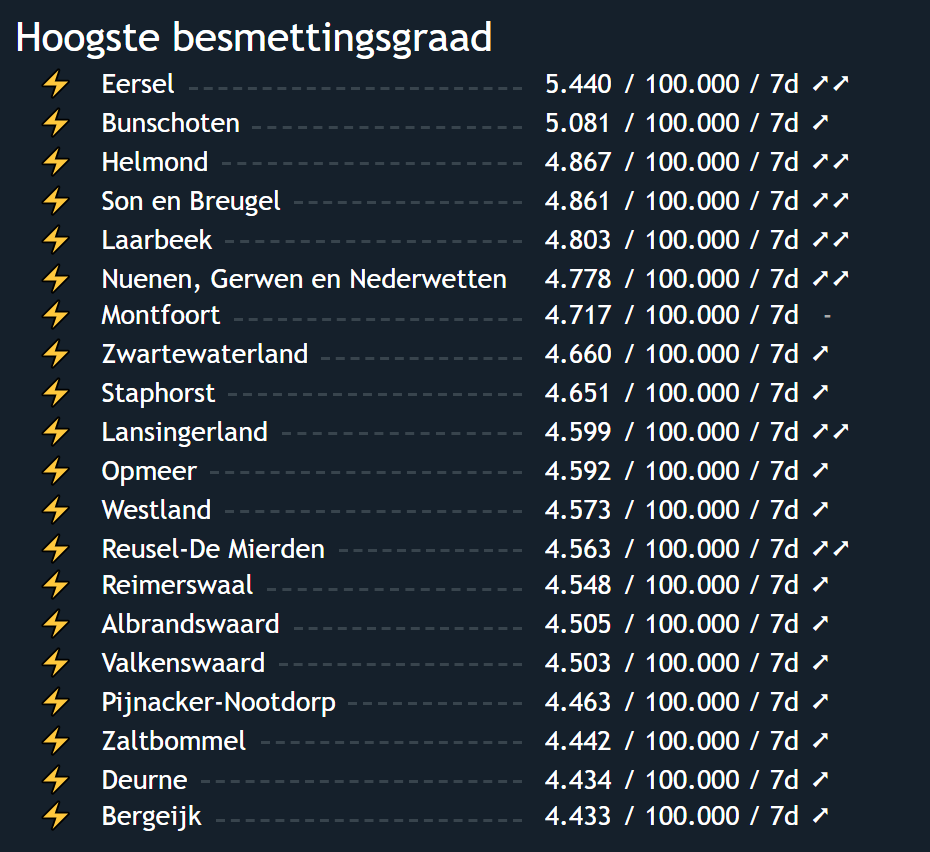 Hoogste besmettingsgraad
⚡ Eersel 5.440 / 100.000 / 7d ➚➚
⚡ Bunschoten 5.081 / 100.000 / 7d ➚
⚡ Helmond 4.867 / 100.000 / 7d ➚➚
⚡ Son en Breugel 4.861 / 100.000 / 7d ➚➚
⚡ Laarbeek 4.803 / 100.000 / 7d ➚➚
⚡ Nuenen, Gerwen en Nederwetten 4.778 / 100.000 / 7d ➚➚
⚡ Montfoort 4.717 / 100.000 / 7d -
⚡ Zwartewaterland 4.660 / 100.000 / 7d ➚
⚡ Staphorst 4.651 / 100.000 / 7d ➚
⚡ Lansingerland 4.599 / 100.000 / 7d ➚➚
⚡ Opmeer 4.592 / 100.000 / 7d ➚
⚡ Westland 4.573 / 100.000 / 7d ➚
⚡ Reusel-De Mierden 4.563 / 100.000 / 7d ➚➚
⚡ Reimerswaal 4.548 / 100.000 / 7d ➚
⚡ Albrandswaard 4.505 / 100.000 / 7d ➚
⚡ Valkenswaard 4.503 / 100.000 / 7d ➚
⚡ Pijnacker-Nootdorp 4.463 / 100.000 / 7d ➚
⚡ Zaltbommel 4.442 / 100.000 / 7d ➚
⚡ Deurne 4.434 / 100.000 / 7d ➚
⚡ Bergeijk 4.433 / 100.000 / 7d ➚